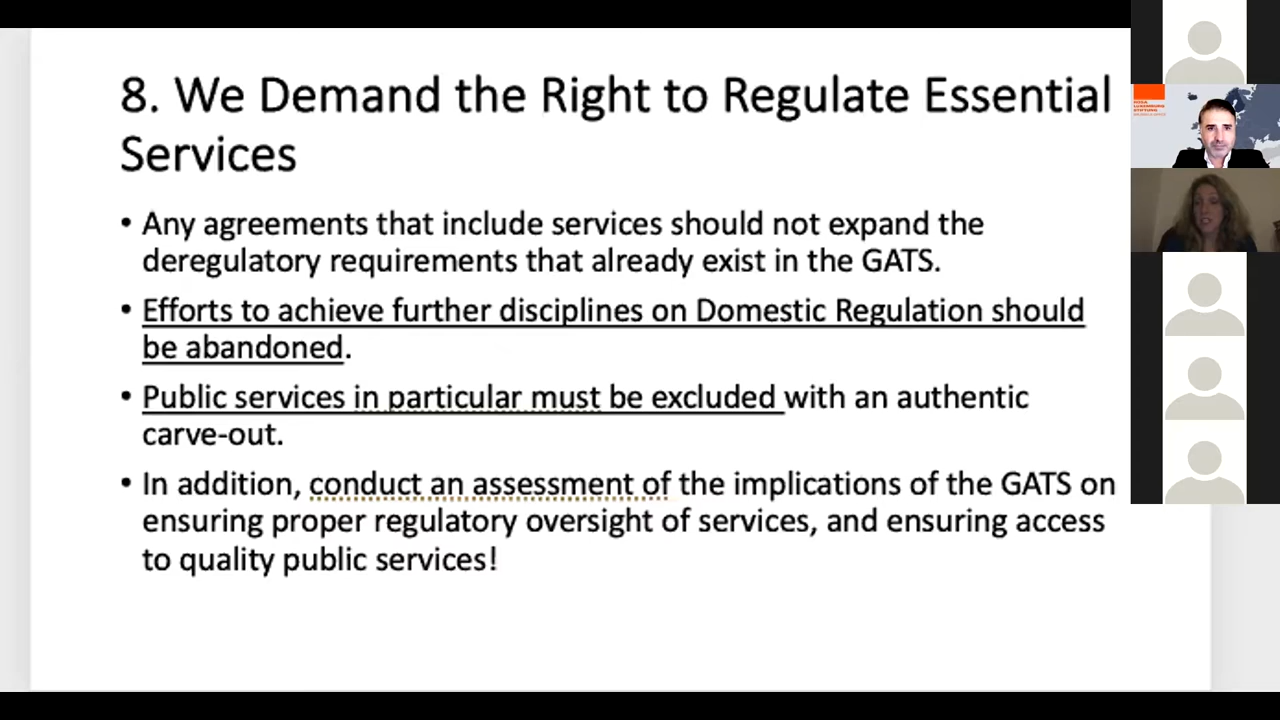 8. We Demand the Right to Regulate Essential
Services
• Any agreements that include services should not expand the
deregulatory requirements that already exist in the GATS.
• Efforts to achieve further disciplines on Domestic Regulation should
be abandoned.
• Public services in particular must be excluded with an authentic
carve-out.
• In addition, conduct an assessment of the implications of the GATS on
ensuring proper regulatory oversight of services, and ensuring access
to quality public services!
ROSA
LUXEMBURG
STIFTUNG